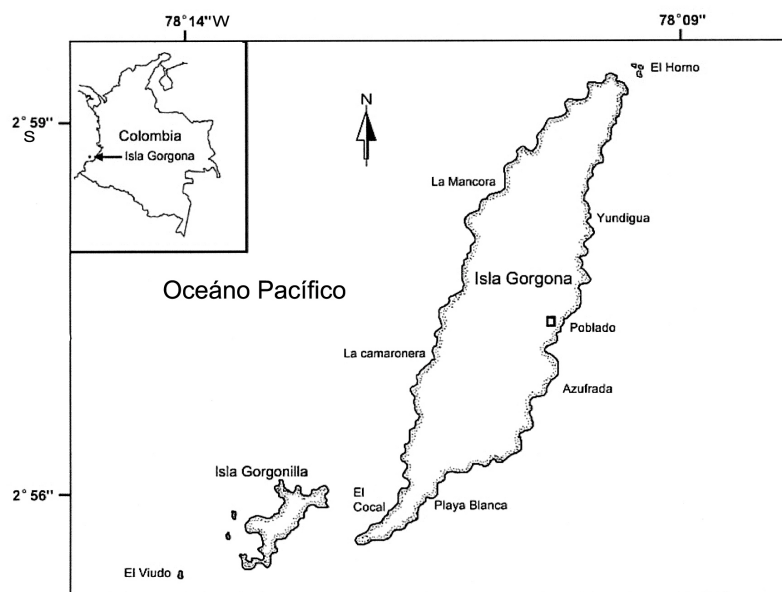 78°14"W
78°09"
El Horno
2°59"
S
N
Colombia
Isla Gorgona
La Mancora
Yundigua
Isla Gorgona
Oceáno Pacífico
Poblado
La camaronera
Azufrada
Isla Gorgonilla
2°56"
El
Cocal
Playa Blanca
El Viudo